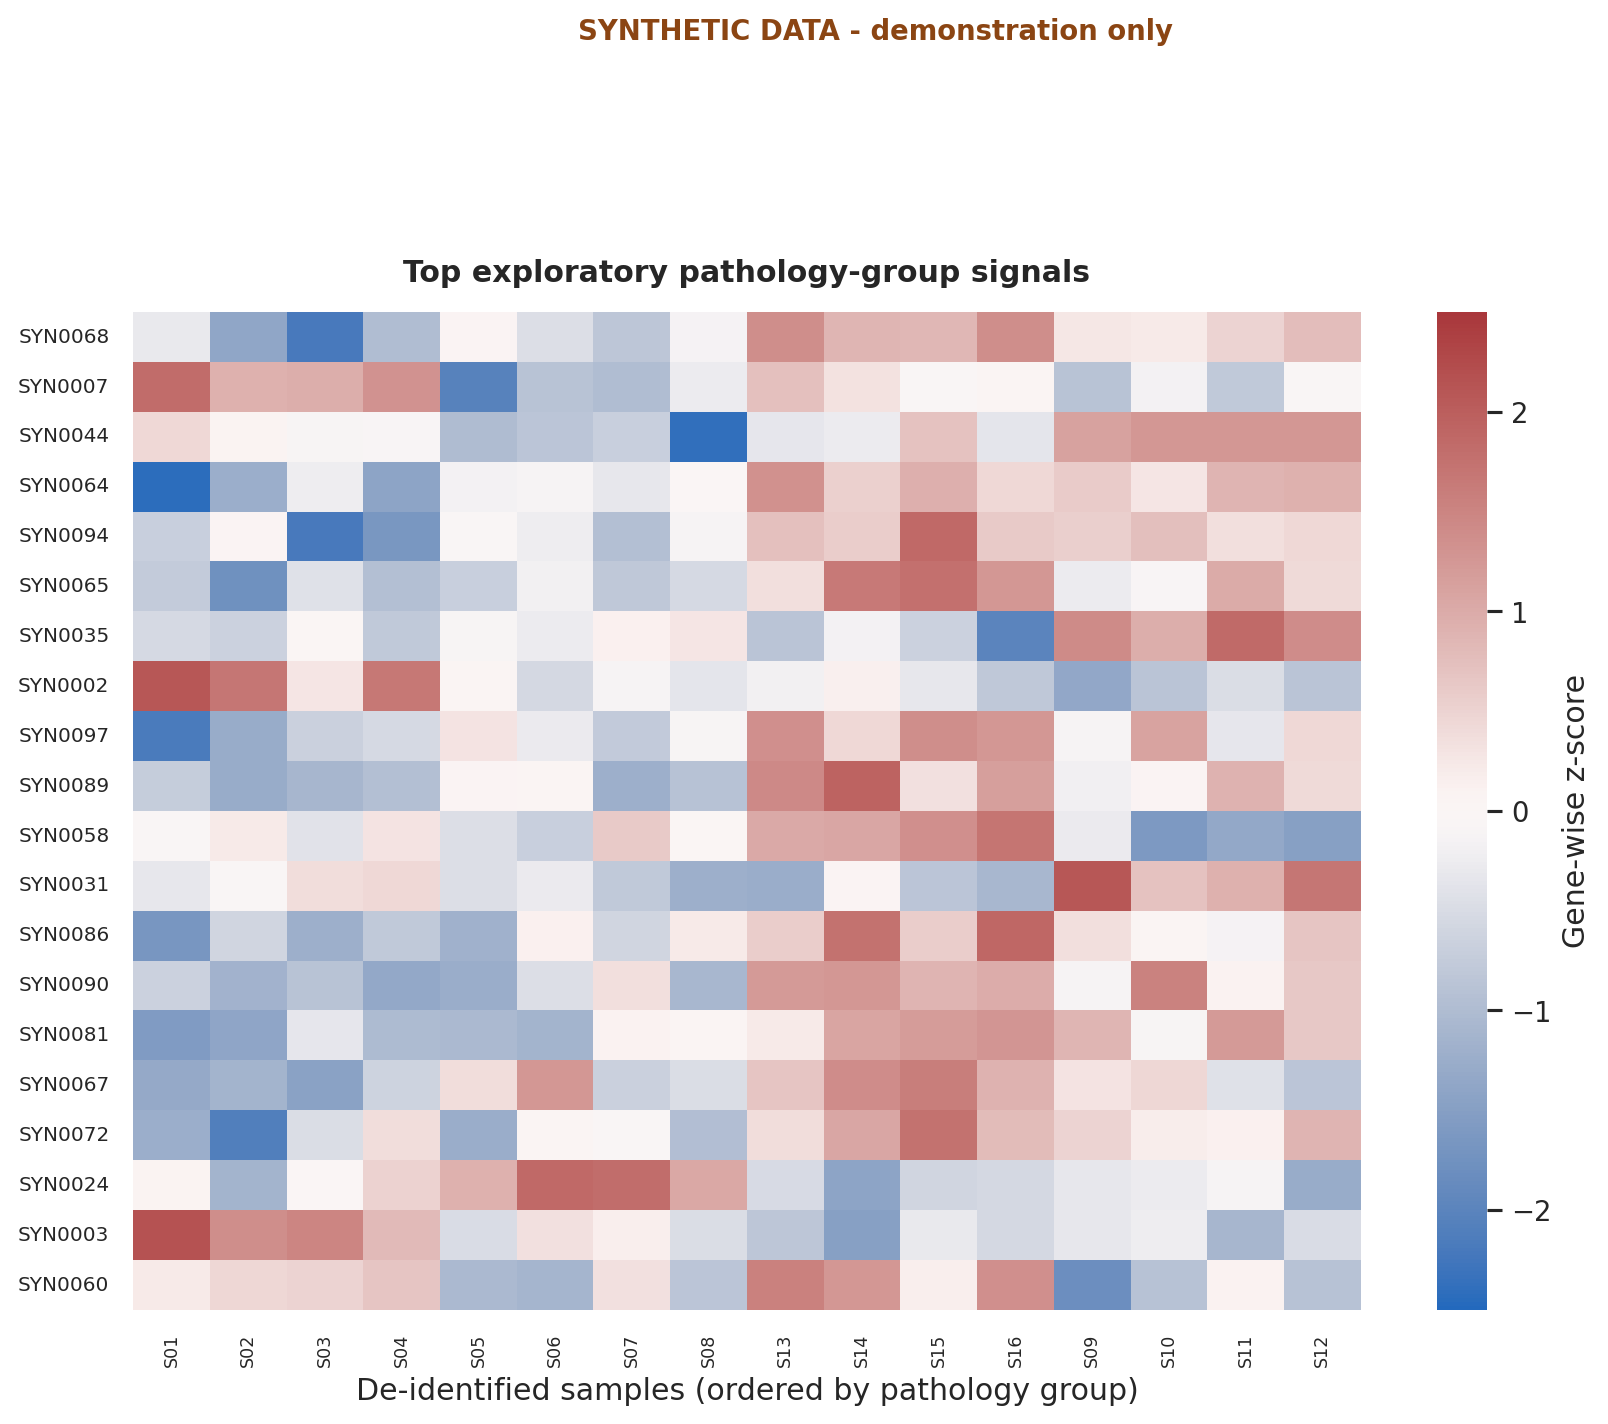 SYNTHETIC DATA - demonstration only
Top exploratory pathology-group signals
SYN0068
SYN0007
SYN0044
SYN0064
SYN0094
SYN0065
SYN0035
SYN0002
SYN0097
SYN0089
SYN0058
SYN0031
SYN0086
SYN0090
SYN0081
SYN0067
SYN0072
SYN0024
SYN0003
SYN0060
S01 S02 S03 S04 S05 S06 S07 S08 S13 S14 S15 S16 S09 S10 S11 S12
De-identified samples (ordered by pathology group)
2
1
0
−1
−2
Gene-wise z-score